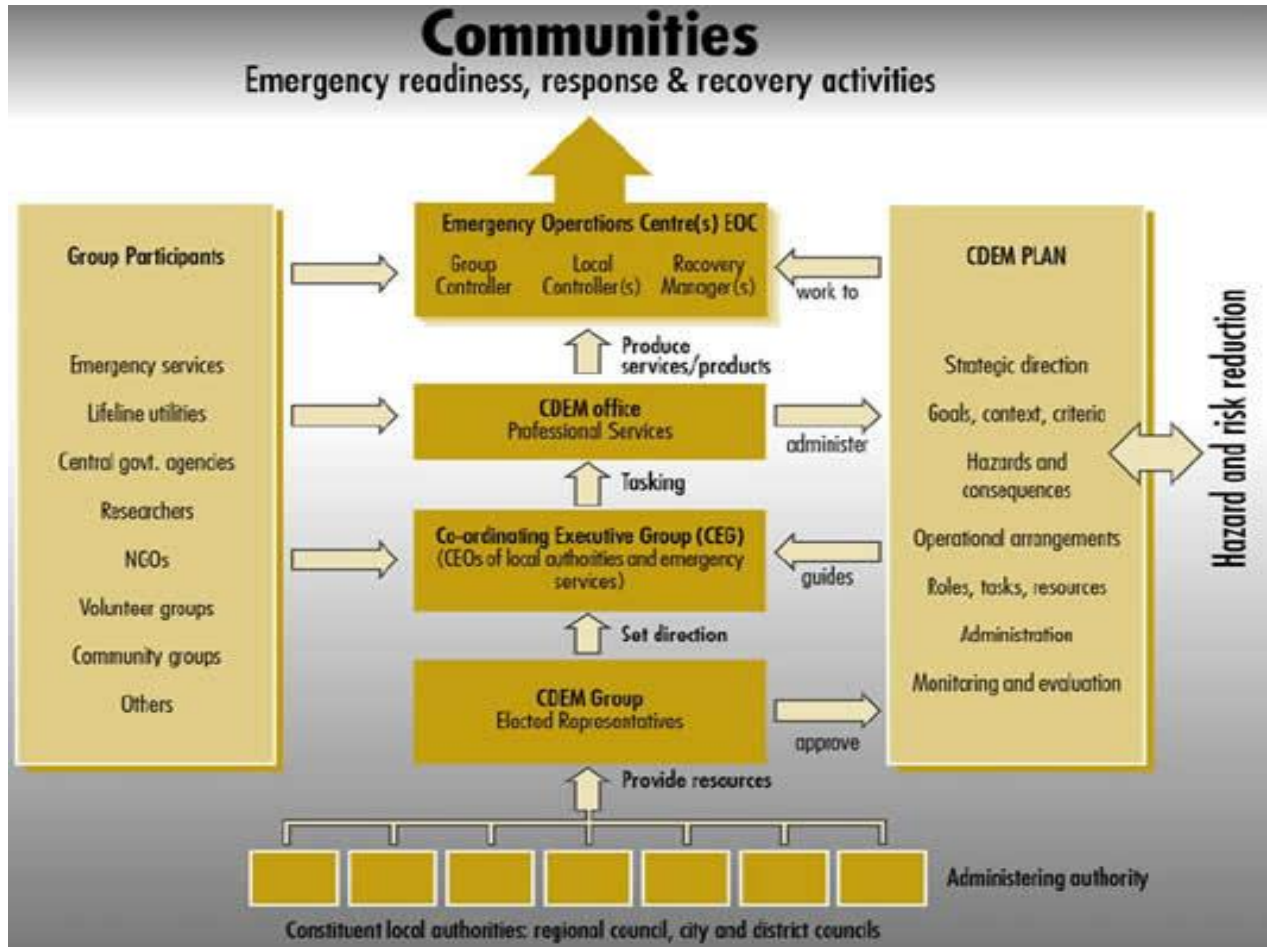 Communities
Emergency readiness, response & recovery activities
Group Participants
Emergency services
Lifeline utilities
Central govt. agencies
Researchers
NGOs
Volunteer groups
Community groups
Others
Emergency Operations Centre(s) EOC
Group
Controller
Local
Controller(s)
Recovery
Manager(s)
Produce
services/products
CDEM office
Professional Services
Tasking
Co-ordinating Executive Group (CEG)
(CEOs of local authorities and emergency
services)
Set direction
CDEM Group
Elected Representatives
Provide resources
work to
administer
guides
approve
CDEM PLAN
Strategic direction
Goals, context, criteria
Hazards and
consequences
Operational arrangements
Roles, tasks, resources
Administration
Monitoring and evaluation
Hazard and risk reduction
Administering authority
Constituent local authorities: regional council, city and district councils